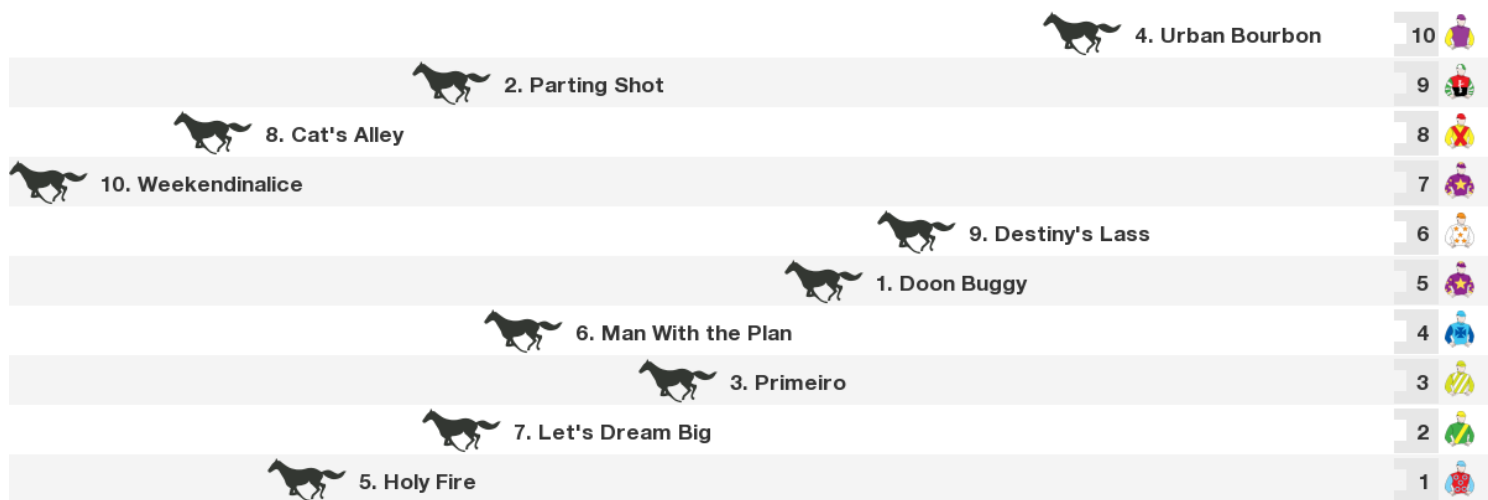 4. Urban Bourbon 10
2. Parting Shot 9
8. Cat's Alley 8
10. Weekendinalice 7
9. Destiny's Lass 6
1. Doon Buggy 5
6. Man With the Plan 4
3. Primeiro 3
7. Let's Dream Big 2
5. Holy Fire 1